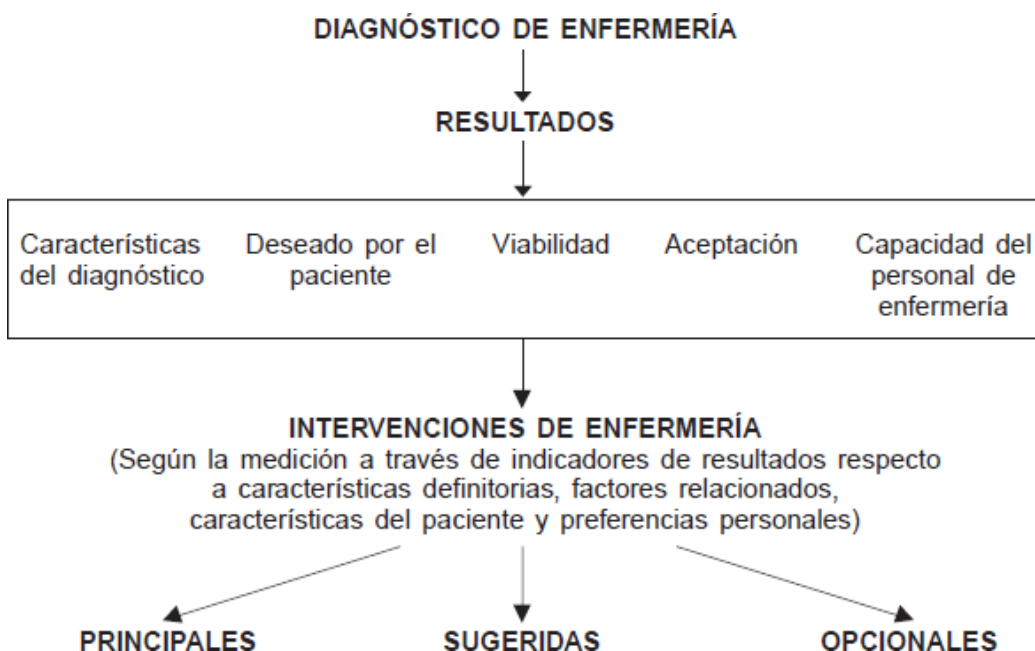 DIAGNÓSTICO DE ENFERMERÍA
RESULTADOS
Características del diagnóstico
Deseado por el paciente
Viabilidad
Aceptación
Capacidad del personal de enfermería
INTERVENCIONES DE ENFERMERÍA
(Según la medición a través de indicadores de resultados respecto
a características definitorias, factores relacionados,
características del paciente y preferencias personales)
PRINCIPALES
SUGERIDAS
OPCIONALES